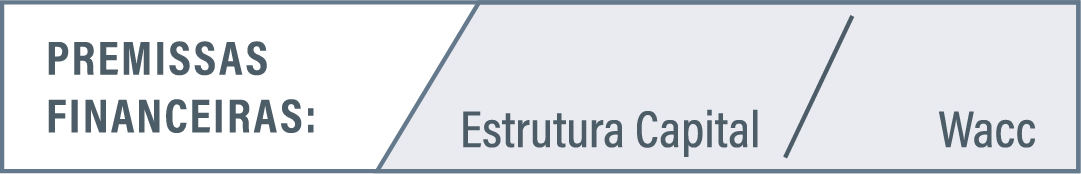 PREMISSAS
FINANCEIRAS:
Estrutura Capital / Wacc